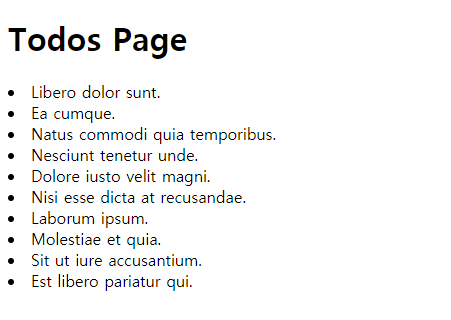 Todos Page
Libero dolor sunt.
Ea cumque.
Natus commodi quia temporibus.
Nesciunt tenetur unde.
Dolore iusto velit magni.
Nisi esse dicta at recusandae.
Laborum ipsum.
Molestiae et quia.
Sit ut iure accusantium.
Est libero pariatur qui.